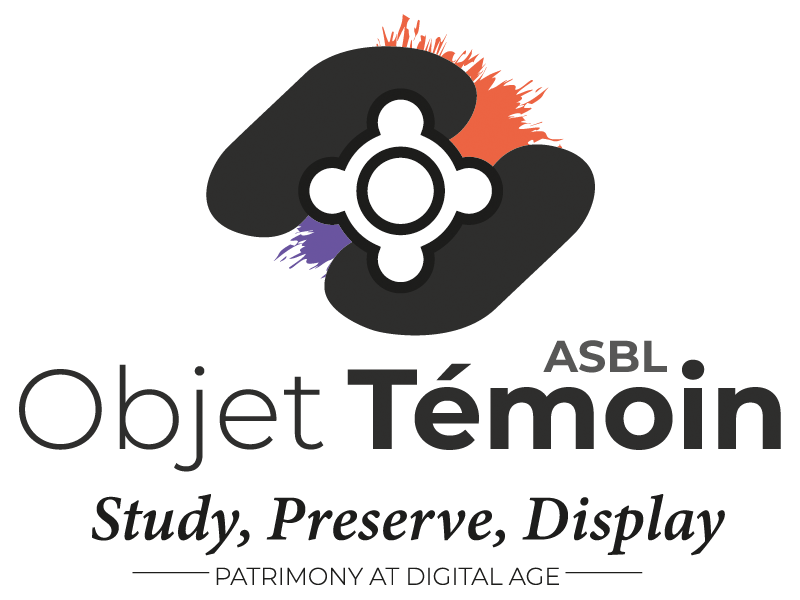 ASBL
Objet Témoin
Study, Preserve, Display
PATRIMONY AT DIGITAL AGE